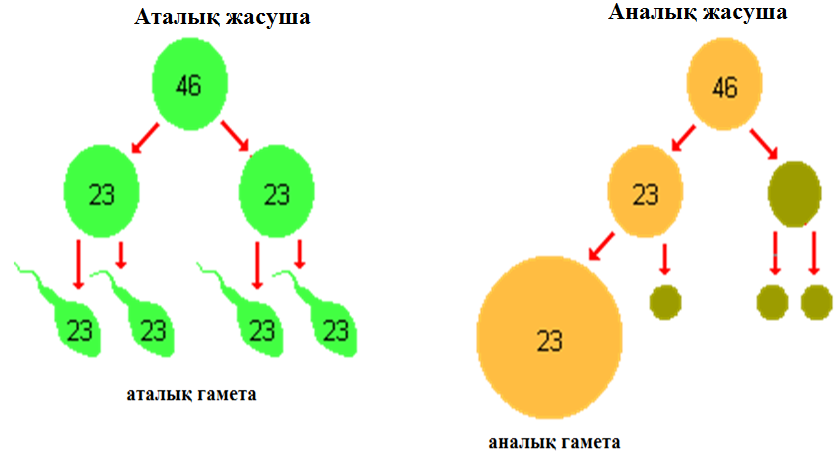 Аталық жасуша
46
23 23
23 23 23 23
аталық гамета
Аналық жасуша
46
23
23
аналық гамета